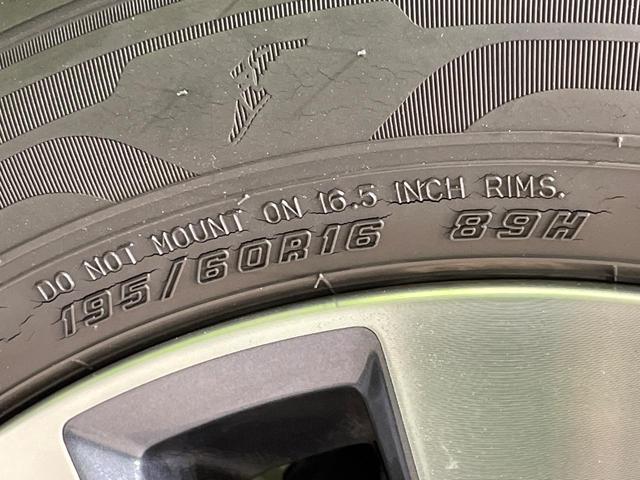 DO NOT MOUNT ON 16.5 INCH RIMS.
195/60R16 89H